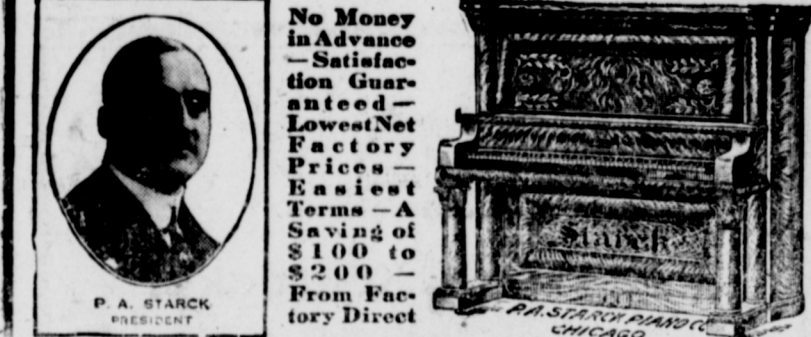 P. A. STARCK
PRESIDENT
No Money
in Advance
—Satisfac-
tion Guar-
anteed—
Lowest Net
Factory
Prices—
Easiest
Terms—A
Saving of
$100 to
$200—
From Fac-
tory Direct
Starck
P.A. STARCK PIANO CO
CHICAGO